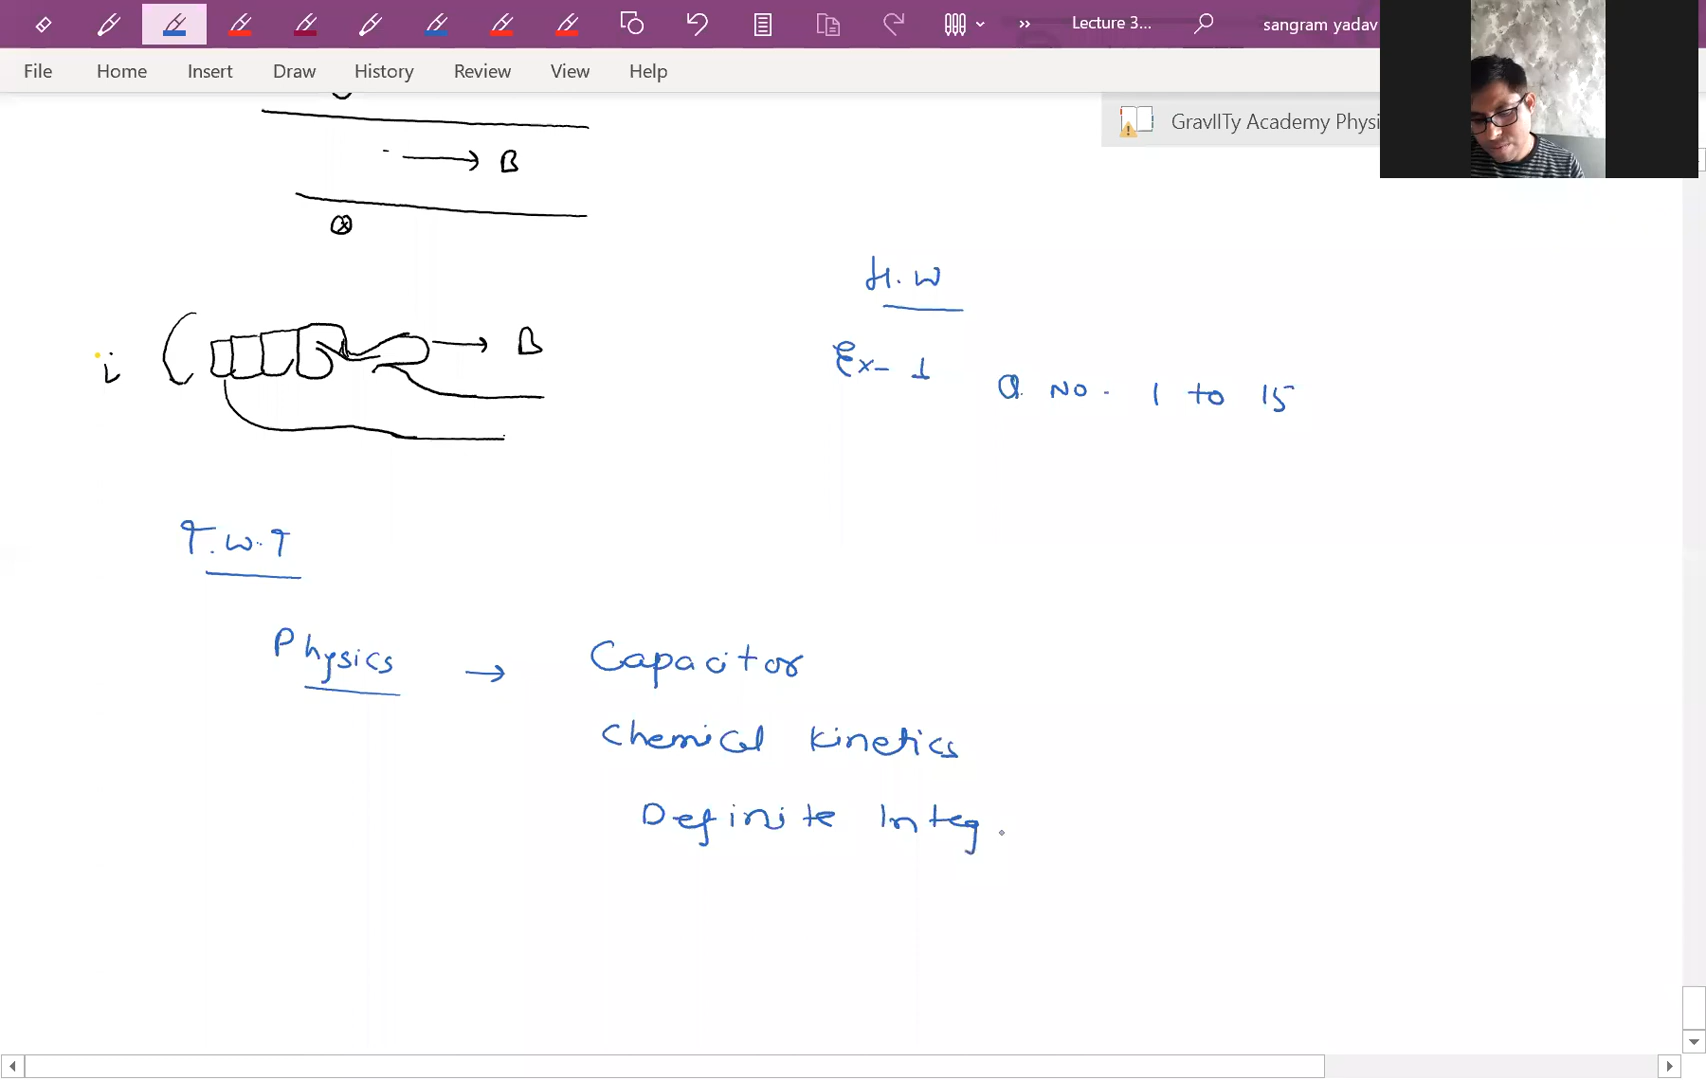 Lecture 3...
sangram yadav
File Home Insert Draw History Review View Help
GravIITy Academy Physi
B
i B
H.W
Ex- 1 Q. No. 1 to 15
T.W.T
Physics → Capacitor
Chemical Kinetics
Definite Integ.